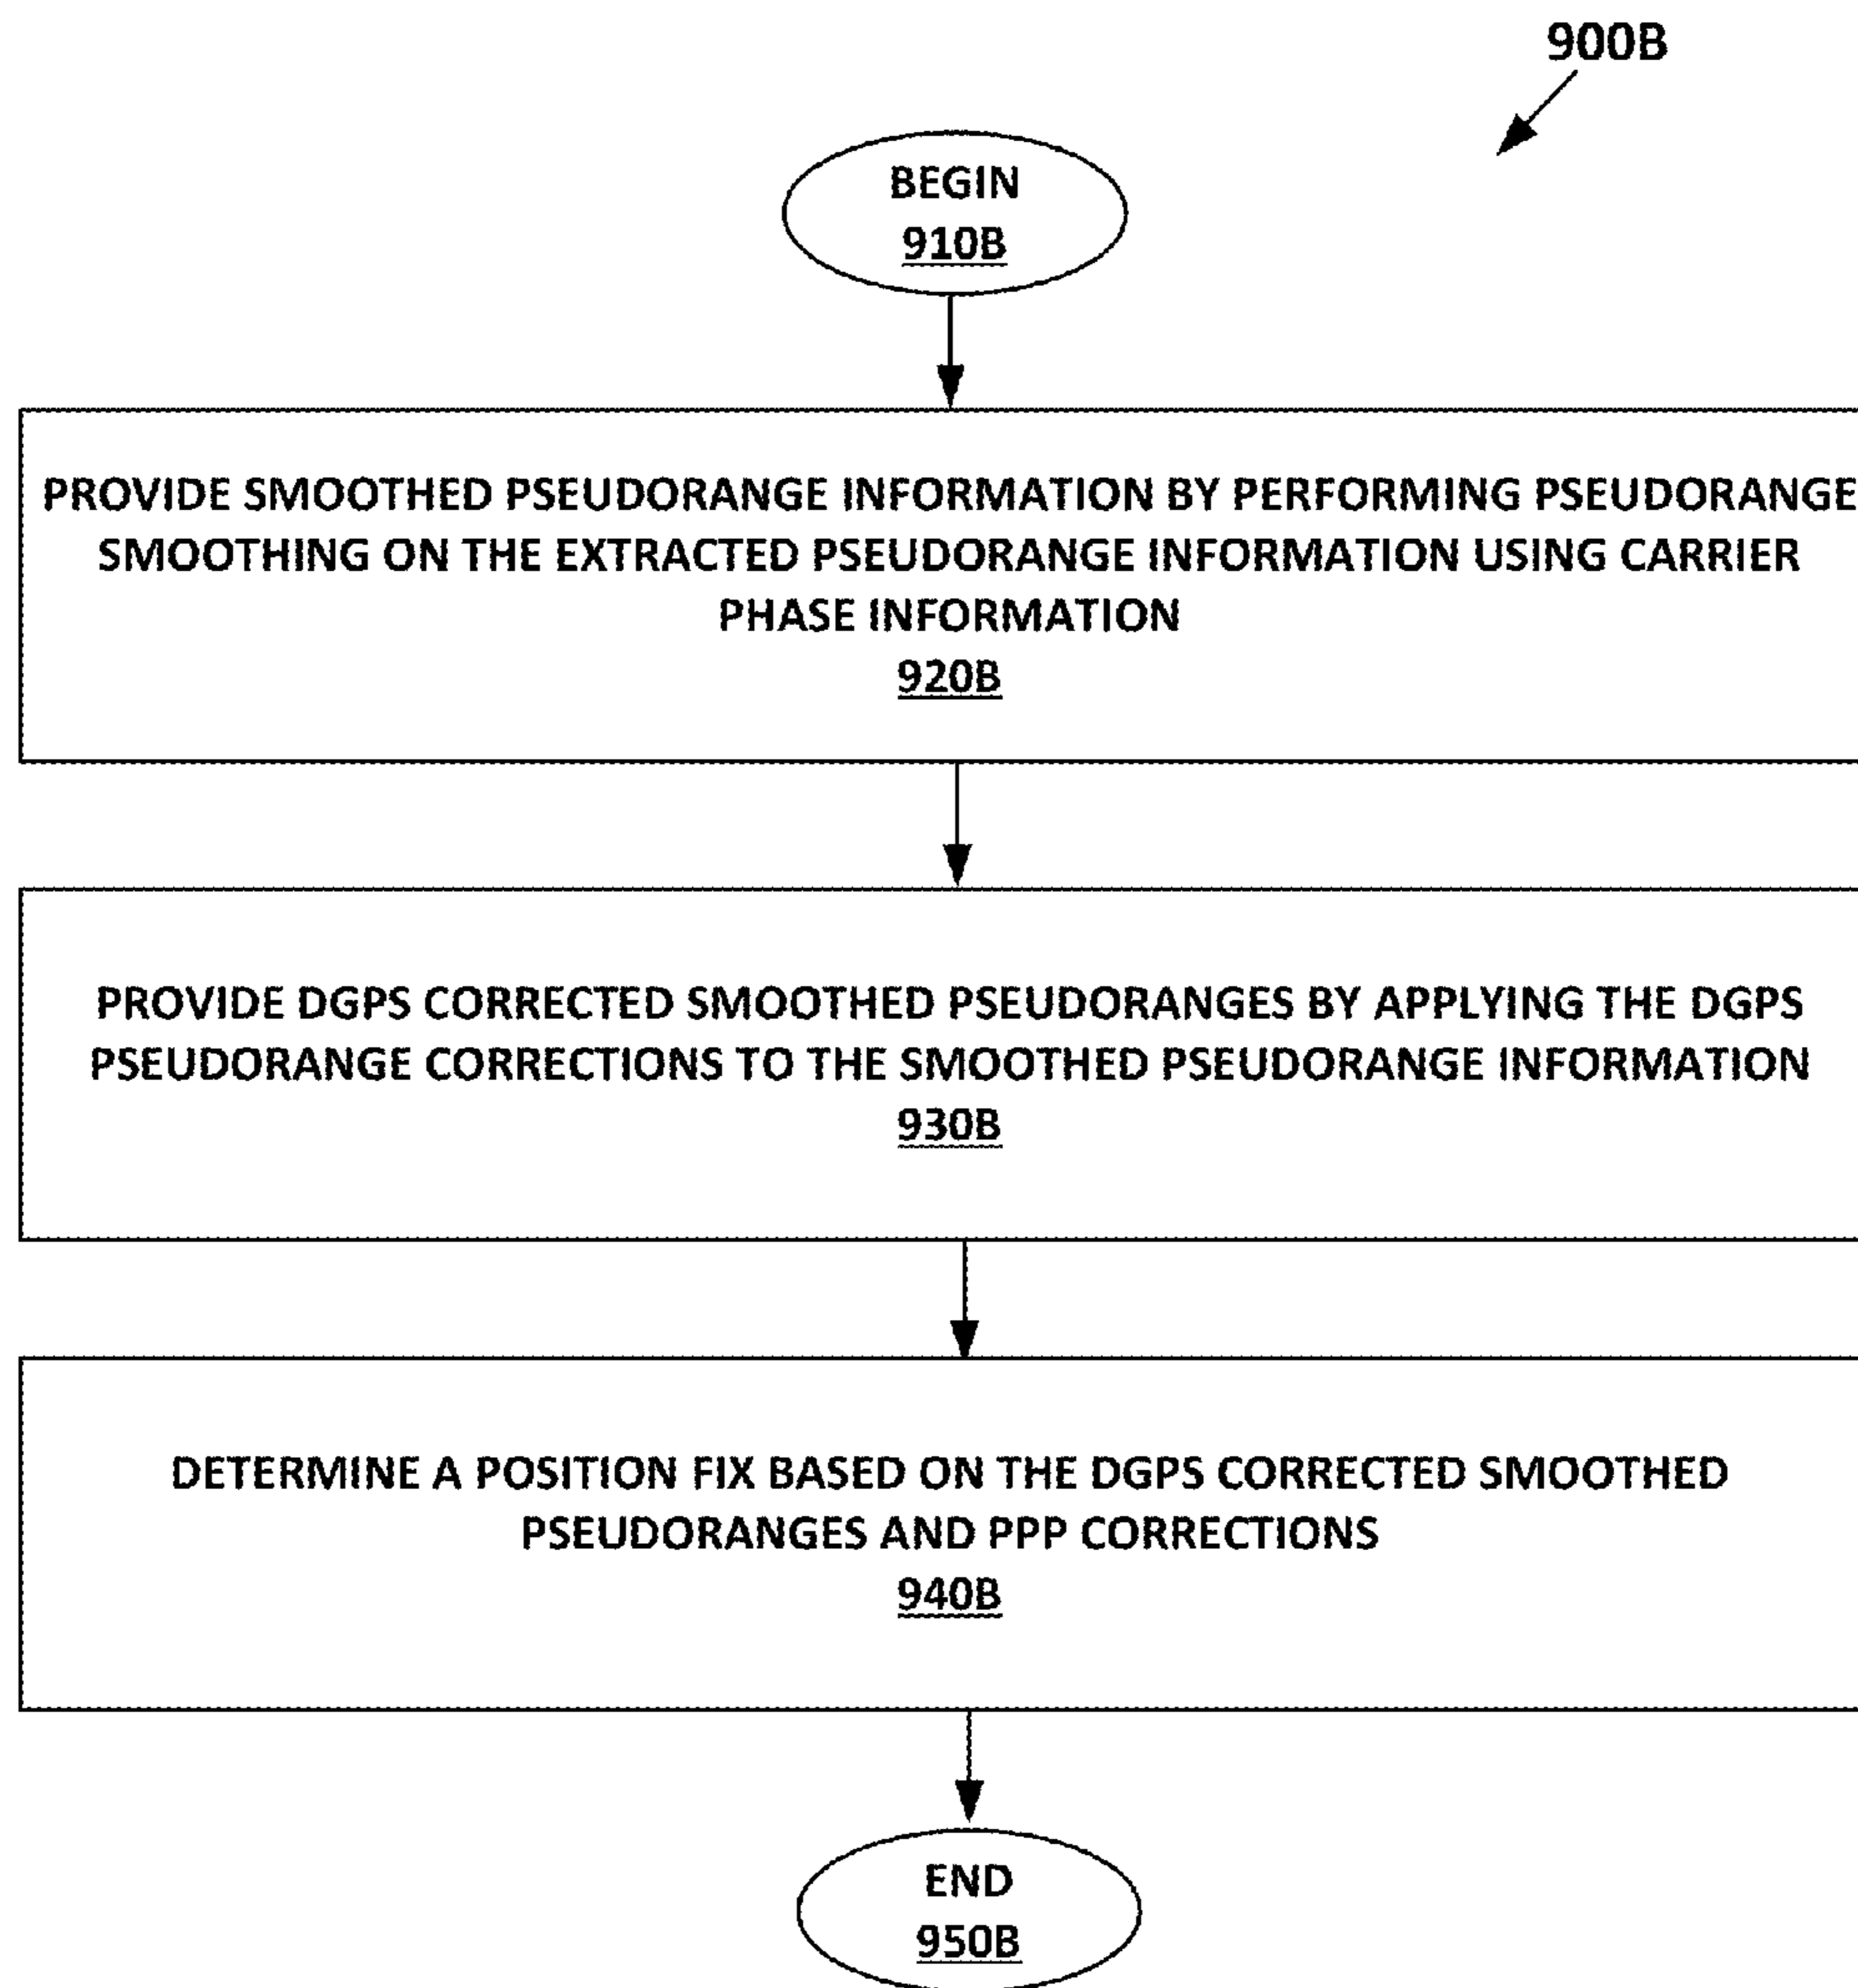 900B
BEGIN
910B
PROVIDE SMOOTHED PSEUDORANGE INFORMATION BY PERFORMING PSEUDORANGE
SMOOTHING ON THE EXTRACTED PSEUDORANGE INFORMATION USING CARRIER
PHASE INFORMATION
920B
PROVIDE DGPS CORRECTED SMOOTHED PSEUDORANGES BY APPLYING THE DGPS
PSEUDORANGE CORRECTIONS TO THE SMOOTHED PSEUDORANGE INFORMATION
930B
DETERMINE A POSITION FIX BASED ON THE DGPS CORRECTED SMOOTHED
PSEUDORANGES AND PPP CORRECTIONS
940B
END
950B